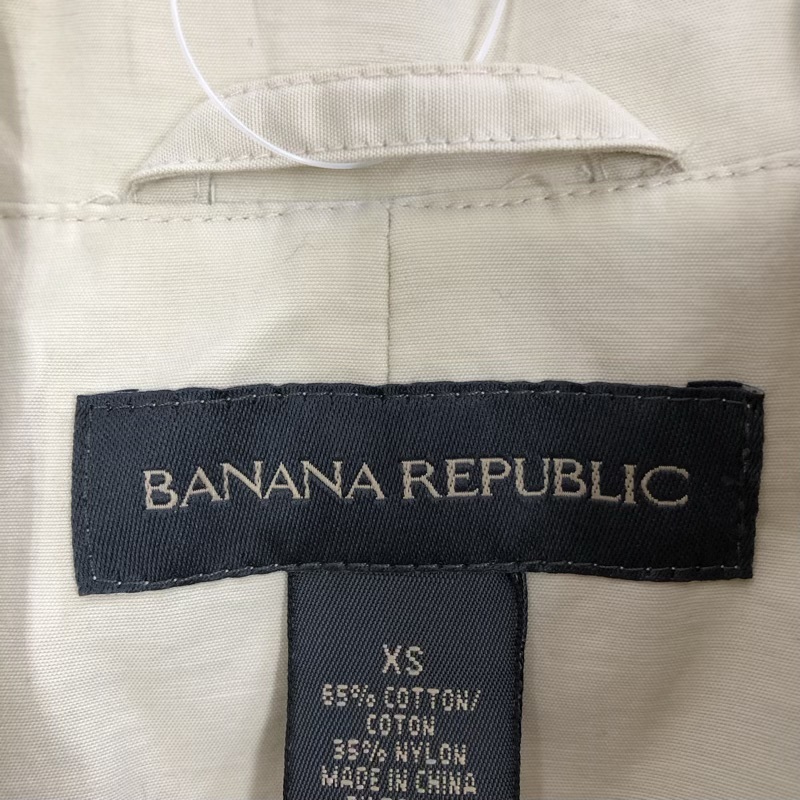 BANANA REPUBLIC
XS
65% COTTON/
COTON
35% NYLON
MADE IN CHINA